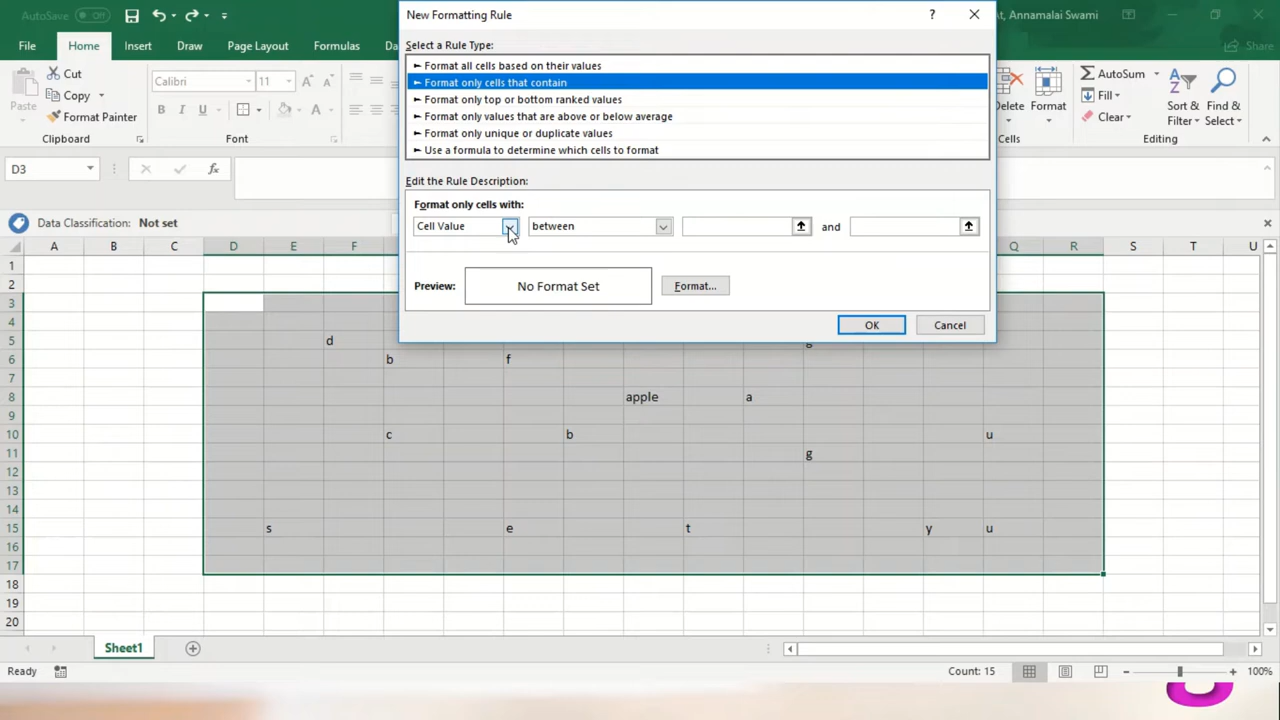 AutoSave Off
New Formatting Rule
?
At, Annamalai Swami
File Home Insert Draw Page Layout Formulas Da
Share
Paste
Cut
Copy
Format Painter
Clipboard
Calibri 11
B I U
Font
Delete
Format
Cells
AutoSum
Fill
Clear
Sort & Filter
Find & Select
Editing
Select a Rule Type:
► Format all cells based on their values
► Format only cells that contain
► Format only top or bottom ranked values
► Format only values that are above or below average
► Format only unique or duplicate values
► Use a formula to determine which cells to format
Edit the Rule Description:
Format only cells with:
Cell Value between and
Preview: No Format Set Format...
OK Cancel
D3 fx
Data Classification: Not set
A B C D E F Q R S T U
1
2
3
4
5 d g
6 b f
7
8 apple a
9
10 c b u
11 g
12
13
14
15 s e t y u
16
17
18
19
20
Sheet1
Ready Count: 15 100%